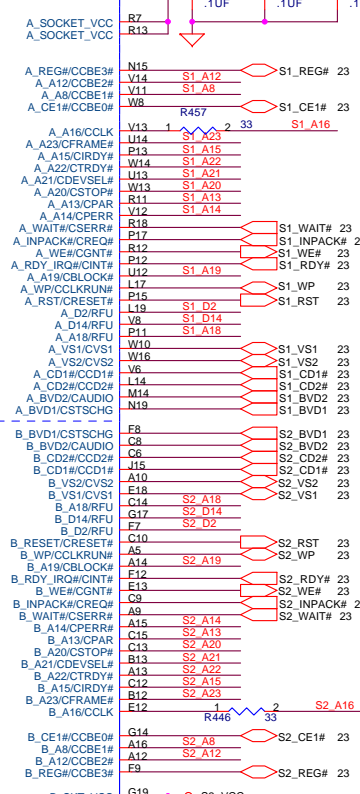 .1UF .1UF .1
A_SOCKET_VCC R7
A_SOCKET_VCC R13
A_REG#/CCBE3# N15 S1_REG# 23
A_A12/CCBE2# V14 S1_A12
A_A8/CCBE1# V11 S1_A8
A_CE1#/CCBE0# W8 S1_CE1# 23
R457
A_A16/CCLK V13 1 2 33 S1_A16
A_A23/CFRAME# U14 S1_A23
A_A15/CIRDY# P13 S1_A15
A_A22/CTRDY# W14 S1_A22
A_A21/CDEVSEL# U13 S1_A21
A_A20/CSTOP# W13 S1_A20
A_A13/CPAR R11 S1_A13
A_A14/CPERR V12 S1_A14
A_WAIT#/CSERR# R18 S1_WAIT# 23
A_INPACK#/CREQ# P17 S1_INPACK# 2
A_WE#/CGNT# R12 S1_WE# 23
A_RDY_IRQ#/CINT# P12 S1_RDY# 23
A_A19/CBLOCK# U12 S1_A19
A_WP/CCLKRUN# L17 S1_WP 23
A_RST/CRESET# P15 S1_RST 23
A_D2/RFU L19 S1_D2
A_D14/RFU V8 S1_D14
A_A18/RFU P11 S1_A18
A_VS1/CVS1 W10 S1_VS1 23
A_VS2/CVS2 W16 S1_VS2 23
A_CD1#/CCD1# V6 S1_CD1# 23
A_CD2#/CCD2# L14 S1_CD2# 23
A_BVD2/CAUDIO M14 S1_BVD2 23
A_BVD1/CSTSCHG N19 S1_BVD1 23
B_BVD1/CSTSCHG F8 S2_BVD1 23
B_BVD2/CAUDIO C8 S2_BVD2 23
B_CD2#/CCD2# C6 S2_CD2# 23
B_CD1#/CCD1# J15 S2_CD1# 23
B_VS2/CVS2 A10 S2_VS2 23
B_VS1/CVS1 E18 S2_VS1 23
B_A18/RFU C14 S2_A18
B_D14/RFU G17 S2_D14
B_D2/RFU F7 S2_D2
B_RESET/CRESET# C10 S2_RST 23
B_WP/CCLKRUN# A5 S2_WP 23
B_A19/CBLOCK# A14 S2_A19
B_RDY_IRQ#/CINT# F12 S2_RDY# 23
B_WE#/CGNT# E13 S2_WE# 23
B_INPACK#/CREQ# C9 S2_INPACK# 2
B_WAIT#/CSERR# A9 S2_WAIT# 23
B_A14/CPERR# A15 S2_A14
B_A13/CPAR C15 S2_A13
B_A20/CSTOP# C13 S2_A20
B_A21/CDEVSEL# B13 S2_A21
B_A22/CTRDY# A13 S2_A22
B_A15/CIRDY# C12 S2_A15
B_A23/CFRAME# B12 S2_A23
B_A16/CCLK E12 1 2 S2_A16
R446 33
B_CE1#/CCBE0# G14 S2_CE1# 23
B_A8/CCBE1# A16 S2_A8
B_A12/CCBE2# A12 S2_A12
B_REG#/CCBE3# F9 S2_REG# 23
G19